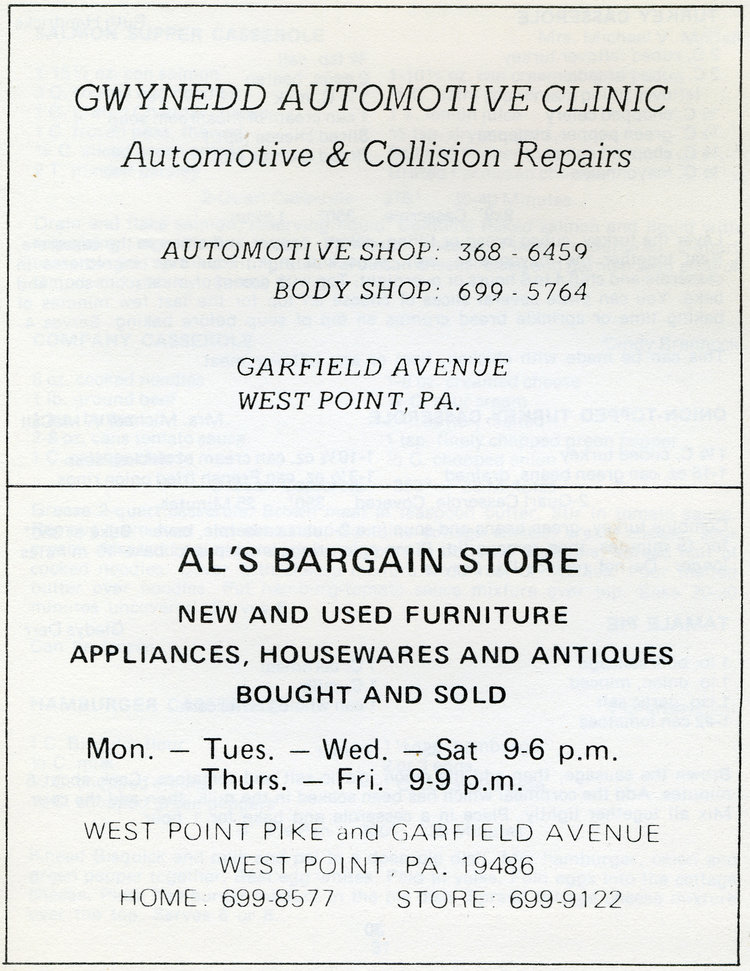 GWYNEDD AUTOMOTIVE CLINIC
Automotive & Collision Repairs
AUTOMOTIVE SHOP: 368 - 6459
BODY SHOP: 699 - 5764
GARFIELD AVENUE
WEST POINT, PA.
AL'S BARGAIN STORE
NEW AND USED FURNITURE
APPLIANCES, HOUSEWARES AND ANTIQUES
BOUGHT AND SOLD
Mon. — Tues. — Wed. — Sat 9-6 p.m.
Thurs. — Fri. 9-9 p.m.
WEST POINT PIKE and GARFIELD AVENUE
WEST POINT PA. 19486
HOME: 699-8577 STORE: 699-9122